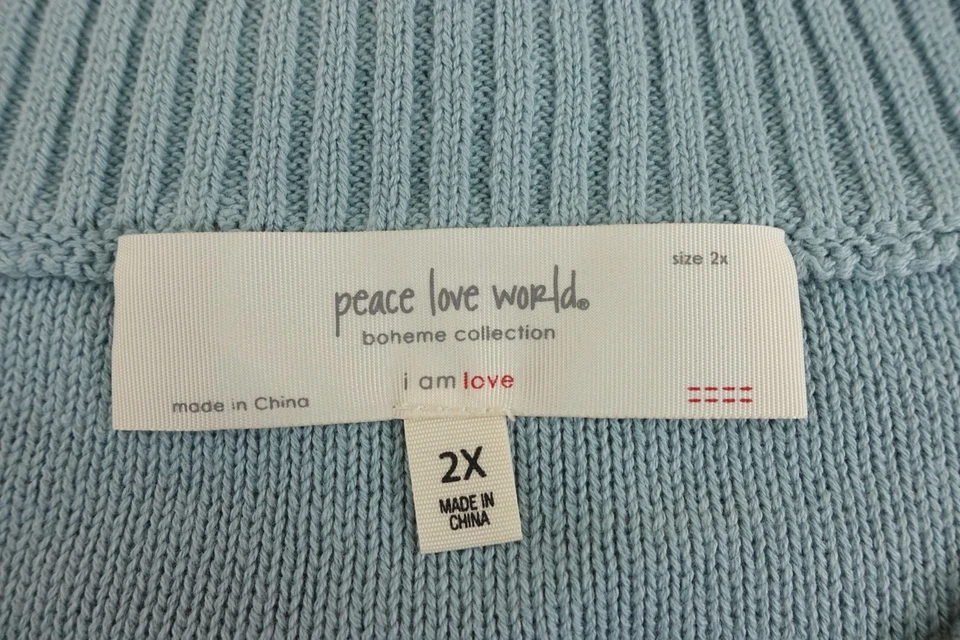 size 2x
peace love world®
boheme collection
i am love
made in China
2X
MADE IN
CHINA